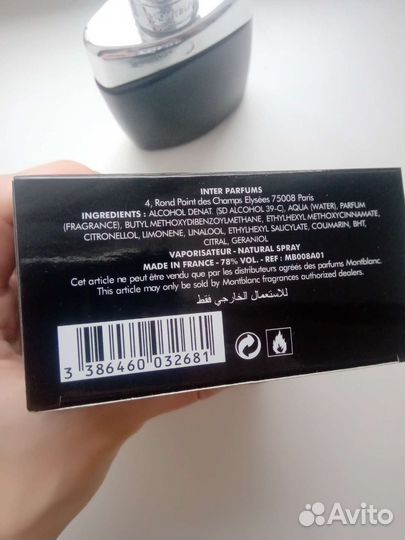 INTER PARFUMS
4, Rond Point des Champs Elysées 75008 Paris
INGREDIENTS : ALCOHOL DENAT. (SD ALCOHOL 39-C), AQUA (WATER), PARFUM
(FRAGRANCE), BUTYL METHOXYDIBENZOYLMETHANE, ETHYLHEXYL METHOXYCINNAMATE,
CITRONELLOL, LIMONENE, LINALOOL, ETHYLHEXYL SALICYLATE, COUMARIN, BHT,
CITRAL, GERANIOL
VAPORISATEUR - NATURAL SPRAY
MADE IN FRANCE - 78% VOL. - REF : MB008A01
Cet article ne peut être vendu que par les distributeurs agréés des parfums Montblanc.
This article may only be sold by Montblanc fragrances authorized dealers.
للاستعمال الخارجي فقط
3 386460 032681
Avito